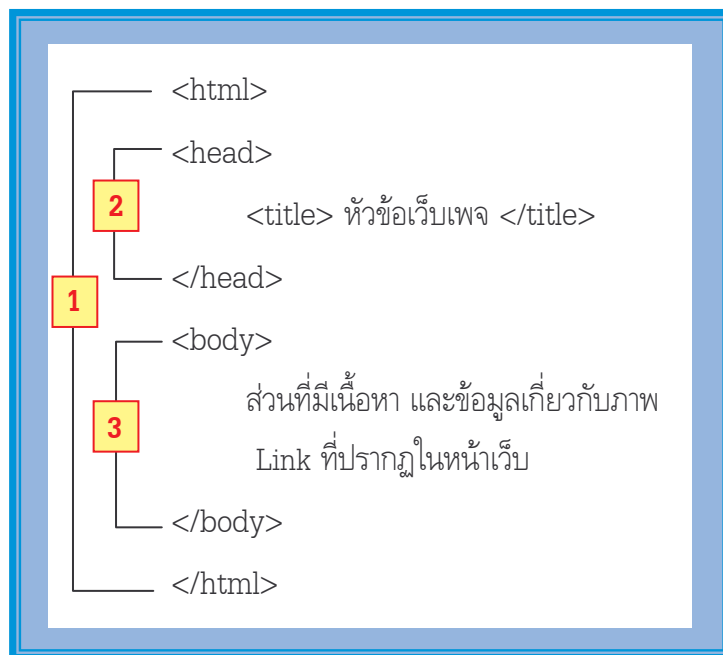 <html>
<head>
2
<title> หัวข้อเว็บเพจ </title>
</head>
1
<body>
ส่วนที่มีเนื้อหา และข้อมูลเกี่ยวกับภาพ
3
Link ที่ปรากฏในหน้าเว็บ
</body>
</html>